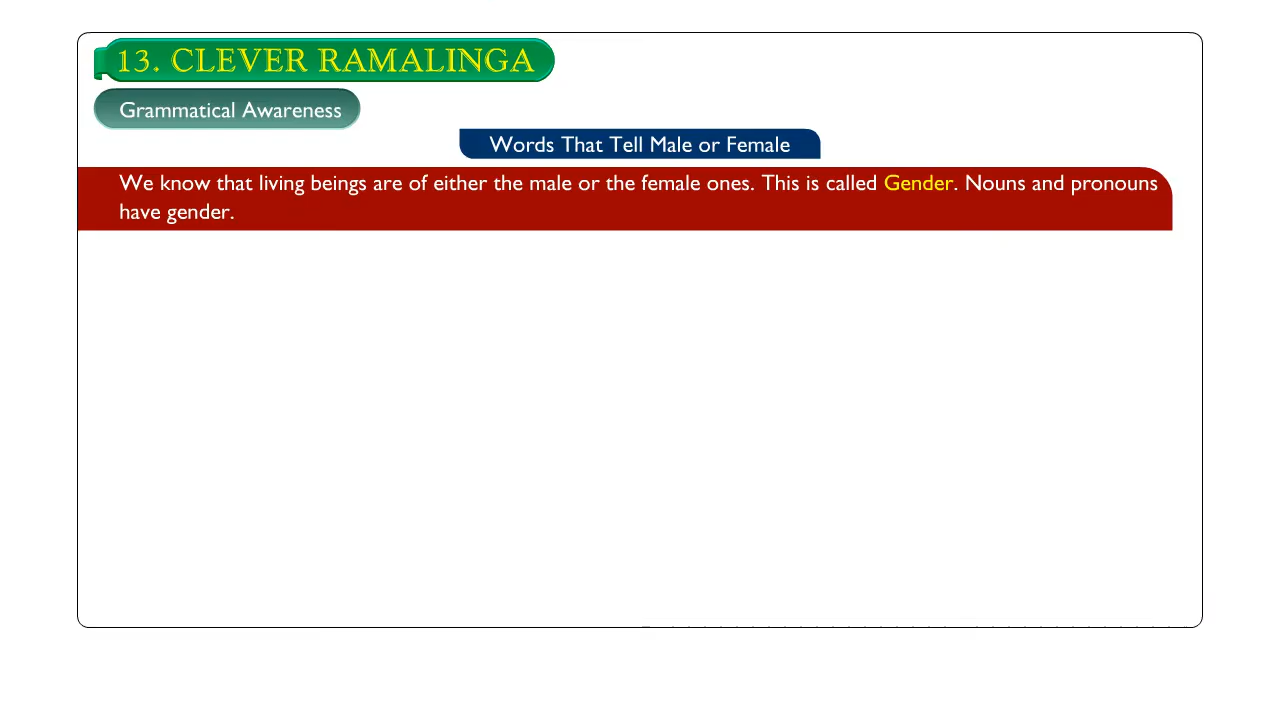 13. CLEVER RAMALINGA
Grammatical Awareness
Words That Tell Male or Female
We know that living beings are of either the male or the female ones. This is called Gender. Nouns and pronouns
have gender.